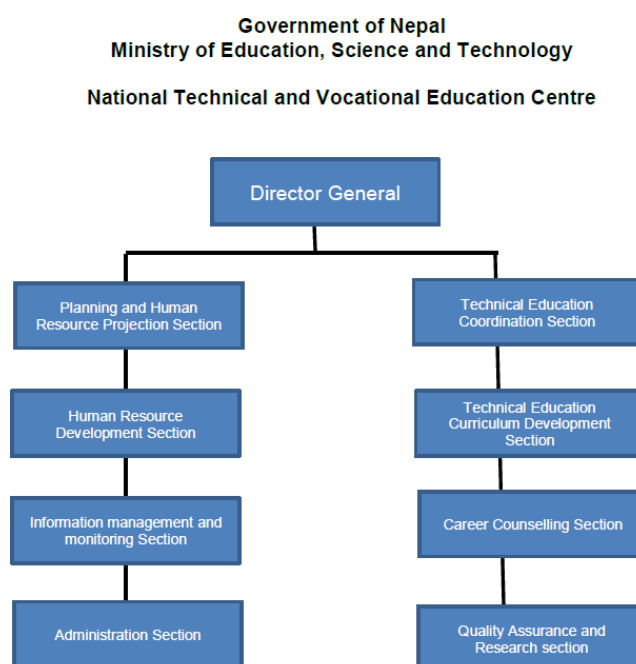 Government of Nepal
Ministry of Education, Science and Technology
National Technical and Vocational Education Centre
Director General
Planning and Human
Resource Projection Section
Technical Education
Coordination Section
Human Resource
Development Section
Technical Education
Curriculum Development
Section
Information management and
monitoring Section
Career Counselling Section
Administration Section
Quality Assurance and
Research section